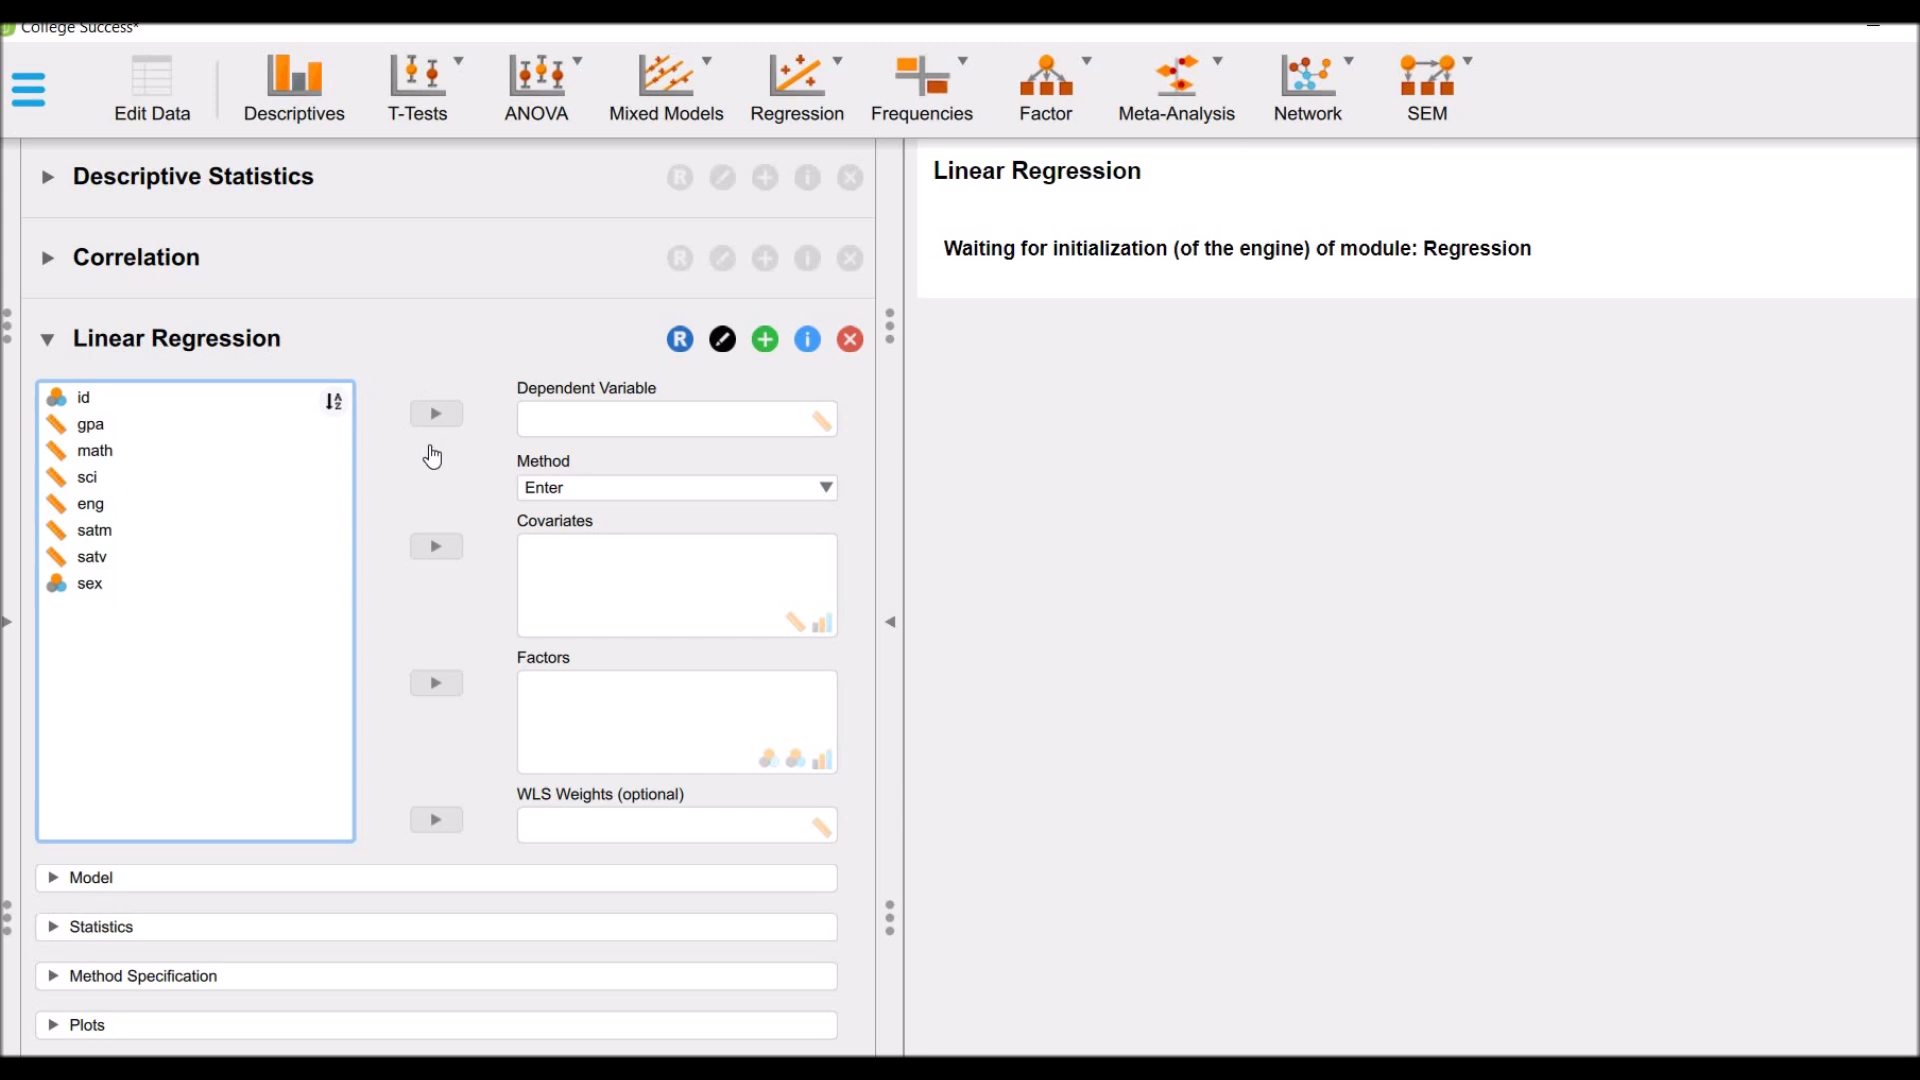 College Success*
Edit Data
Descriptives
T-Tests
ANOVA
Mixed Models
Regression
Frequencies
Factor
Meta-Analysis
Network
SEM
Descriptive Statistics
R
i
Correlation
R
i
Linear Regression
R
i
id
gpa
math
sci
eng
satm
satv
sex
Dependent Variable
Method
Enter
Covariates
Factors
WLS Weights (optional)
Model
Statistics
Method Specification
Plots
Linear Regression
Waiting for initialization (of the engine) of module: Regression